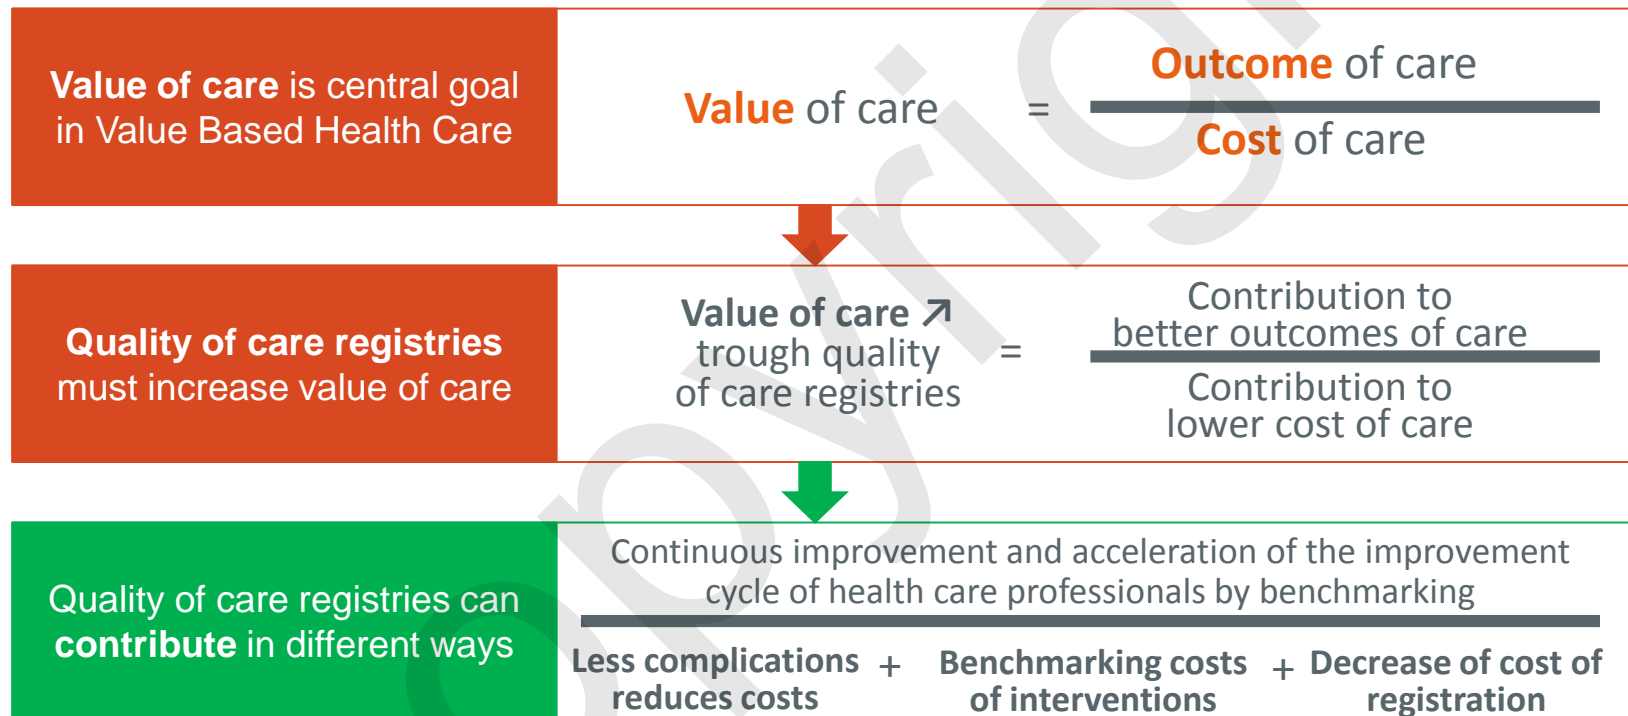 Value of care is central goal
in Value Based Health Care
Value of care = Outcome of care
Cost of care
Quality of care registries
must increase value of care
Value of care ↗
trough quality
of care registries
=
Contribution to
better outcomes of care
Contribution to
lower cost of care
Quality of care registries can
contribute in different ways
Continuous improvement and acceleration of the improvement
cycle of health care professionals by benchmarking
Less complications
reduces costs
+
Benchmarking costs
of interventions
+
Decrease of cost of
registration
opyrig